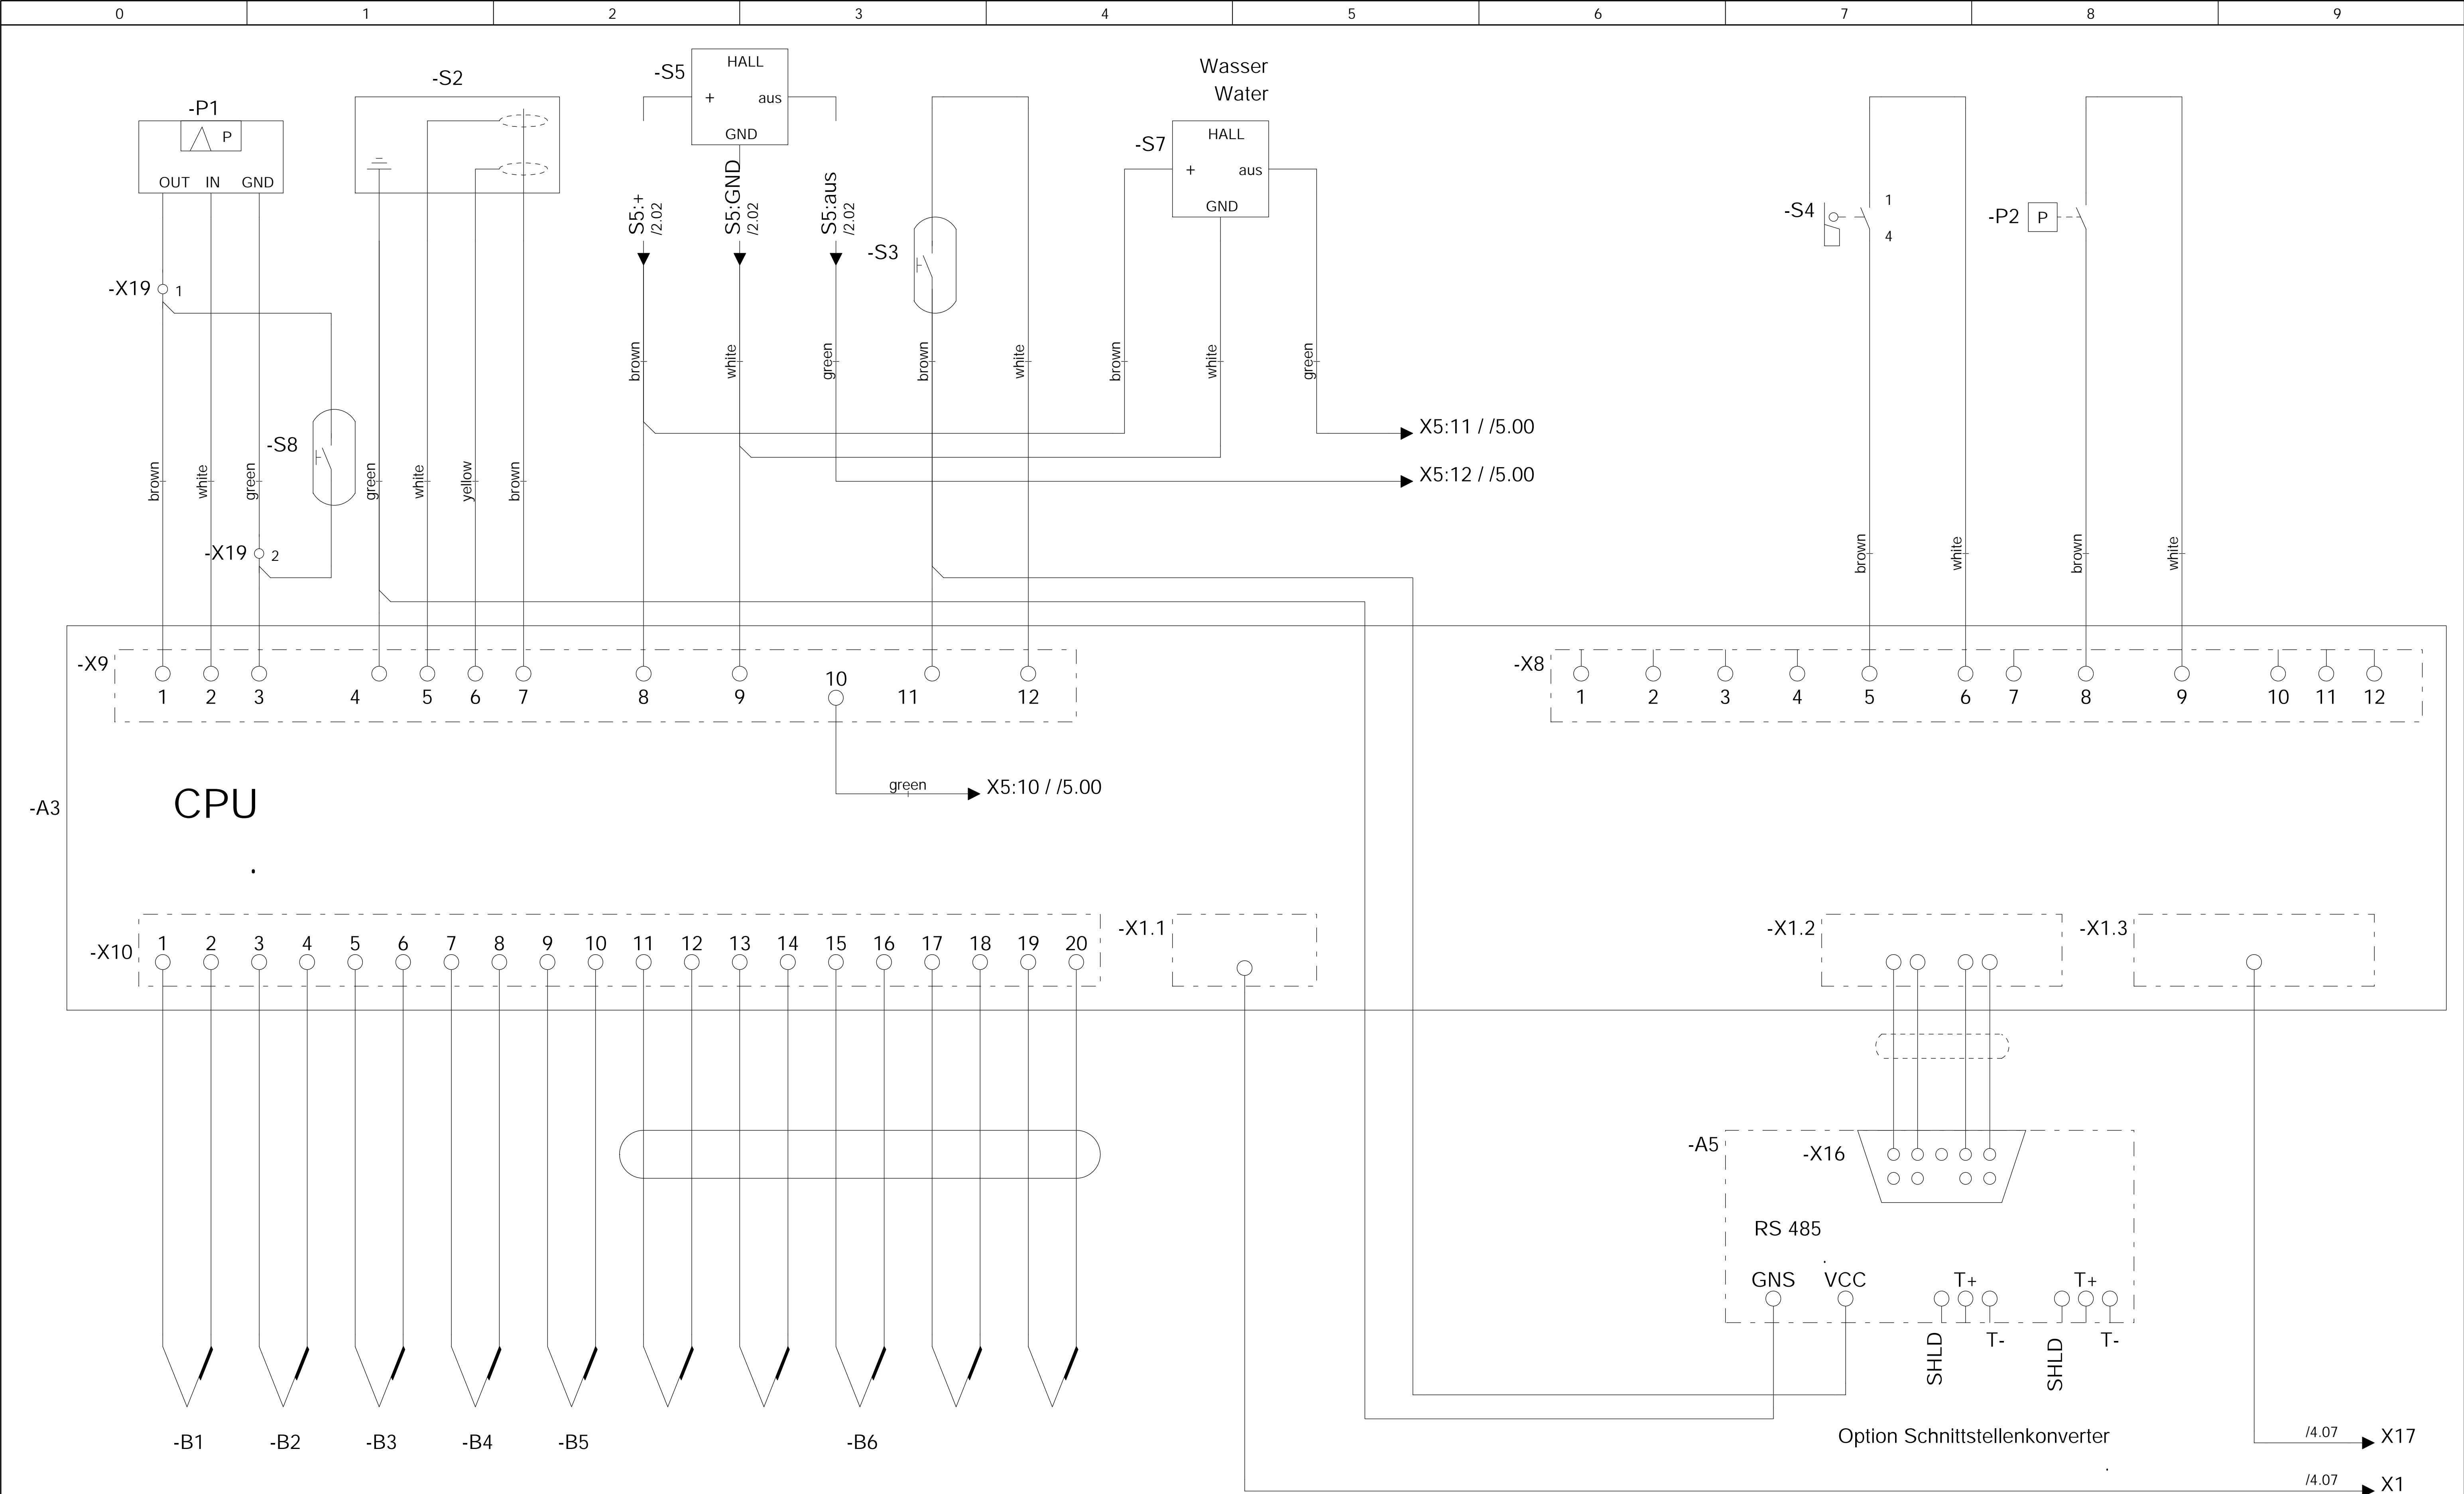 0 1 2 3 4 5 6 7 8 9
-P1
P
OUT IN GND
-S2
-S5
HALL
+ aus
GND
Wasser
Water
-S7
HALL
+ aus
GND
S5:+
/2.02
S5:GND
/2.02
S5:aus
/2.02
-S3
-S4
1
4
-P2 P
-X19 1
-S8
-X19 2
brown white green green white yellow brown
brown white green brown white brown white green
X5:11 / /5.00
X5:12 / /5.00
brown white brown white
-X9
1 2 3 4 5 6 7 8 9 10 11 12
-X8
1 2 3 4 5 6 7 8 9 10 11 12
green X5:10 / /5.00
-A3
CPU
.
-X10
1 2 3 4 5 6 7 8 9 10 11 12 13 14 15 16 17 18 19 20
-X1.1
-X1.2
-X1.3
-A5
-X16
RS 485
.
GNS VCC T+ T+
SHLD T- SHLD T-
-B1 -B2 -B3 -B4 -B5 -B6
Option Schnittstellenkonverter
.
/4.07 X17
/4.07 X1